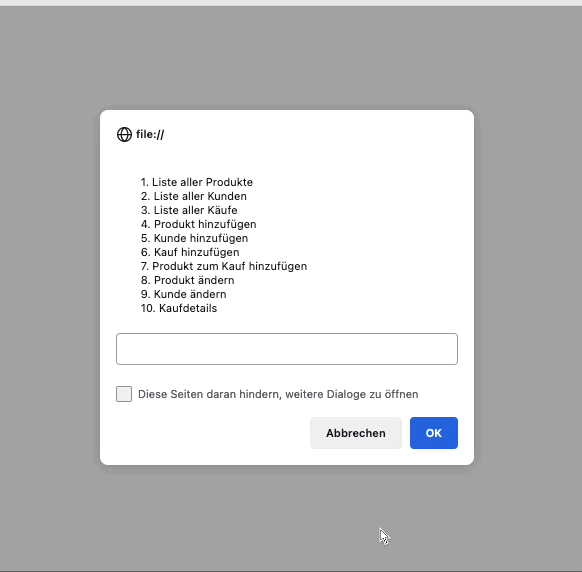 file://
1. Liste aller Produkte
2. Liste aller Kunden
3. Liste aller Käufe
4. Produkt hinzufügen
5. Kunde hinzufügen
6. Kauf hinzufügen
7. Produkt zum Kauf hinzufügen
8. Produkt ändern
9. Kunde ändern
10. Kaufdetails
Diese Seiten daran hindern, weitere Dialoge zu öffnen
Abbrechen
OK